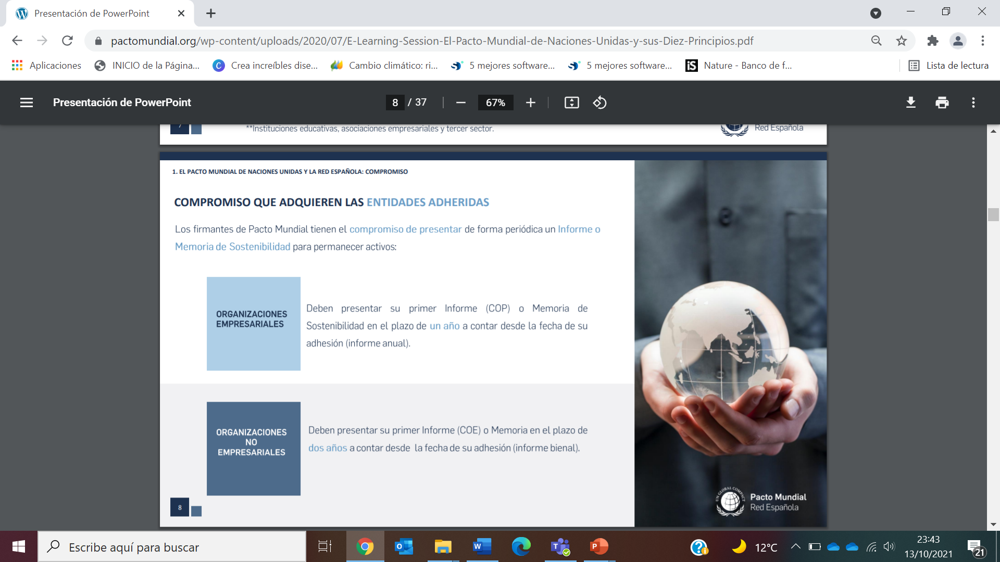 Presentación de PowerPoint
pactomundial.org/wp-content/uploads/2020/07/E-Learning-Session-El-Pacto-Mundial-de-Naciones-Unidas-y-sus-Diez-Principios.pdf
Aplicaciones
INICIO de la Página...
C
Crea increíbles dise...
Cambio climático: ri...
5 mejores software...
5 mejores software...
iS
Nature - Banco de f...
Lista de lectura
Presentación de PowerPoint
8 / 37
67%
7
**Instituciones educativas, asociaciones empresariales y tercer sector.
Red Española
1. EL PACTO MUNDIAL DE NACIONES UNIDAS Y LA RED ESPAÑOLA: COMPROMISO
COMPROMISO QUE ADQUIEREN LAS ENTIDADES ADHERIDAS
Los firmantes de Pacto Mundial tienen el compromiso de presentar de forma periódica un Informe o
Memoria de Sostenibilidad para permanecer activos:
ORGANIZACIONES
EMPRESARIALES
Deben presentar su primer Informe (COP) o Memoria de
Sostenibilidad en el plazo de un año a contar desde la fecha de su
adhesión (informe anual).
ORGANIZACIONES
NO
EMPRESARIALES
Deben presentar su primer Informe (COE) o Memoria en el plazo de
dos años a contar desde la fecha de su adhesión (informe bienal).
8
UN GLOBAL COMPACT
Pacto Mundial
Red Española
Escribe aquí para buscar
12°C
23:43
13/10/2021
21